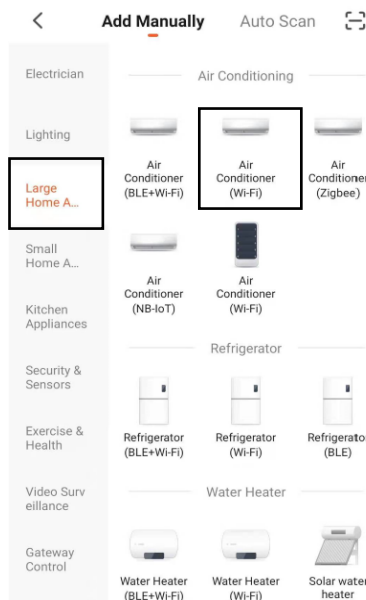 Add Manually
Auto Scan
Electrician
Lighting
Large
Home A...
Small
Home A...
Kitchen
Appliances
Security &
Sensors
Exercise &
Health
Video Surv
eillance
Gateway
Control
Air Conditioning
Air
Conditioner
(BLE+Wi-Fi)
Air
Conditioner
(Wi-Fi)
Air
Conditioner
(Zigbee)
Air
Conditioner
(NB-IoT)
Air
Conditioner
(Wi-Fi)
Refrigerator
Refrigerator
(BLE+Wi-Fi)
Refrigerator
(Wi-Fi)
Refrigerator
(BLE)
Water Heater
Water Heater
(BLE+Wi-Fi)
Water Heater
(Wi-Fi)
Solar water
heater